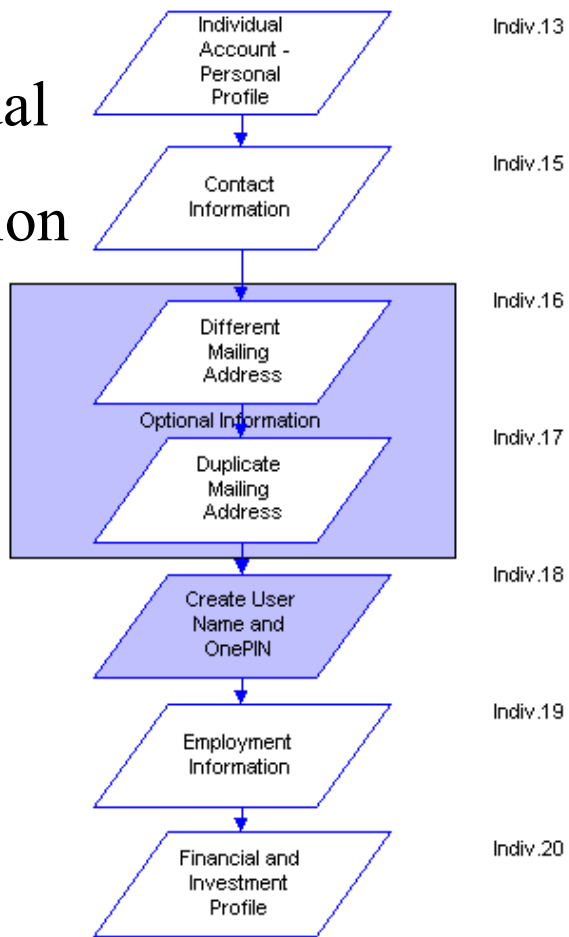 Individual
Account -
Personal
Profile
Indiv.13
Contact
Information
Indiv.15
Different
Mailing
Address
Indiv.16
Optional Information
Duplicate
Mailing
Address
Indiv.17
Create User
Name and
OnePIN
Indiv.18
Employment
Information
Indiv.19
Financial and
Investment
Profile
Indiv.20